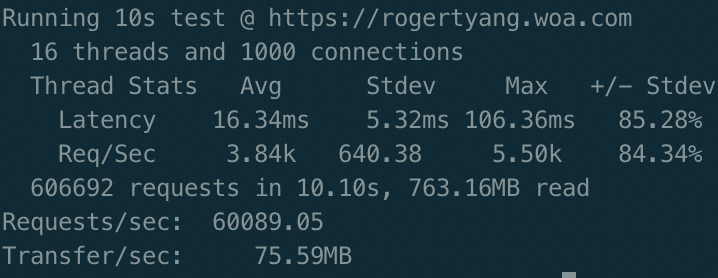 Running 10s test @ https://rogertyang.woa.com
16 threads and 1000 connections
Thread Stats Avg Stdev Max +/- Stdev
Latency 16.34ms 5.32ms 106.36ms 85.28%
Req/Sec 3.84k 640.38 5.50k 84.34%
606692 requests in 10.10s, 763.16MB read
Requests/sec: 60089.05
Transfer/sec: 75.59MB